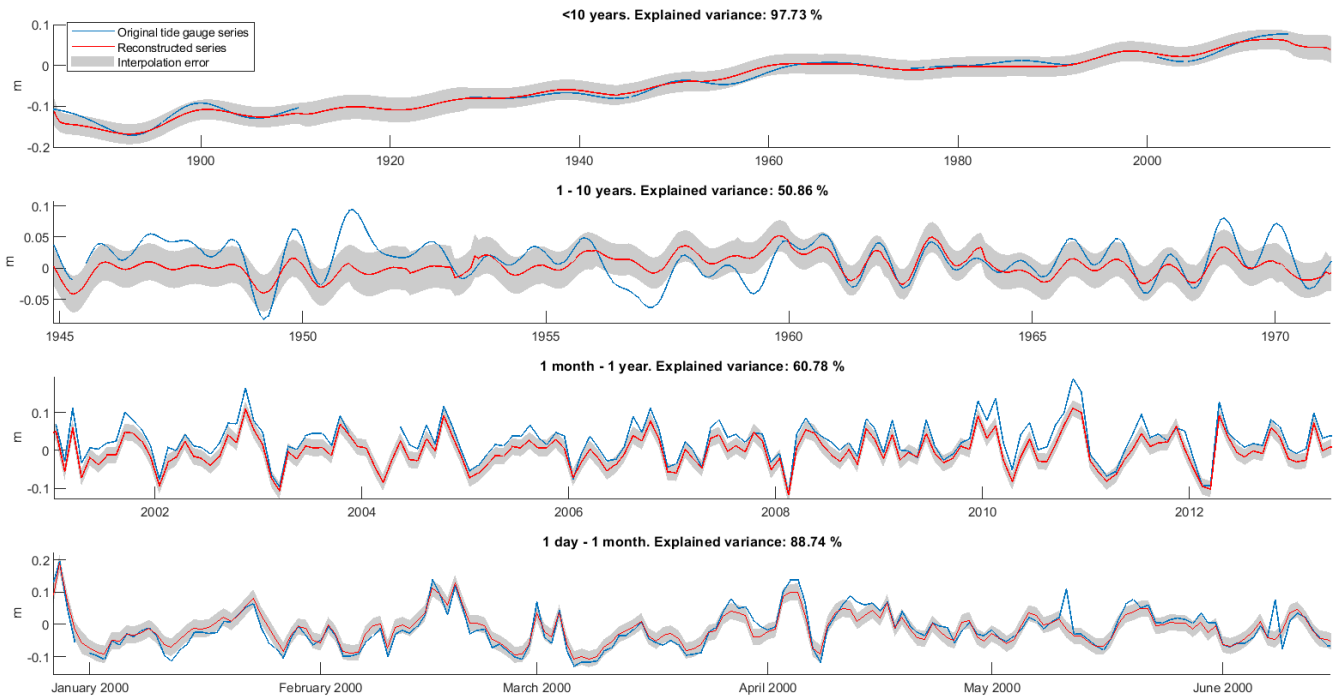 <10 years. Explained variance: 97.73 %
0.1
0
-0.1
-0.2
m
Original tide gauge series
Reconstructed series
Interpolation error
1900
1920
1940
1960
1980
2000
1 - 10 years. Explained variance: 50.86 %
0.1
0.05
0
-0.05
m
1945
1950
1955
1960
1965
1970
1 month - 1 year. Explained variance: 60.78 %
0.1
0
-0.1
m
2002
2004
2006
2008
2010
2012
1 day - 1 month. Explained variance: 88.74 %
0.2
0.1
0
-0.1
m
January 2000
February 2000
March 2000
April 2000
May 2000
June 2000